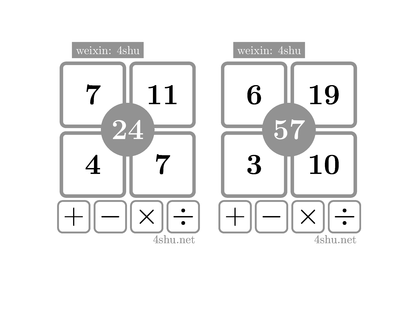 weixin: 4shu
7 11
24
4 7
+ − × ÷
4shu.net
weixin: 4shu
6 19
57
3 10
+ − × ÷
4shu.net